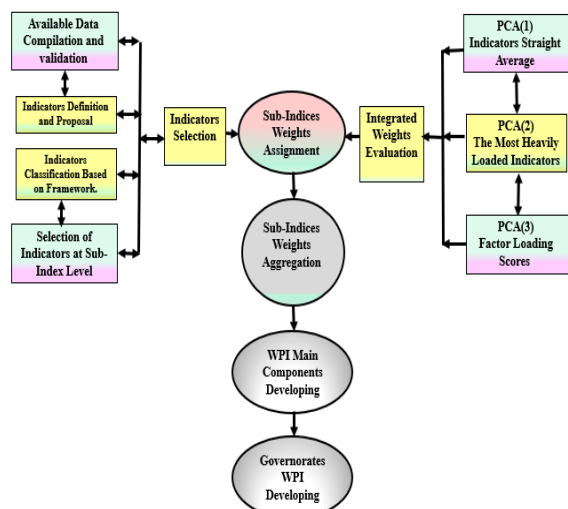 Available Data
Compilation and
validation
Indicators Definition
and Proposal
Indicators
Classification Based
on Framework.
Selection of
Indicators at Sub-
Index Level
Indicators
Selection
Sub-Indices
Weights
Assignment
Integrated
Weights
Evaluation
PCA(1)
Indicators Straight
Average
PCA(2)
The Most Heavily
Loaded Indicators
PCA(3)
Factor Loading
Scores
Sub-Indices
Weights
Aggregation
WPI Main
Components
Developing
Governorates
WPI
Developing